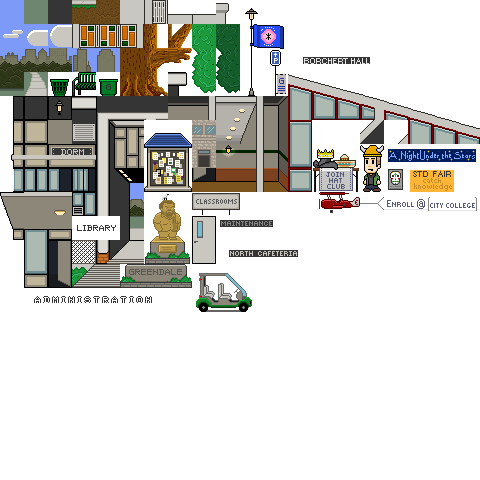 BORCHERT HALL
P
G
DORM
A Night Under the Stars
JOIN
HAT
CLUB
STD FAIR
catch
knowledge
ENROLL @ CITY COLLEGE
CLASSROOMS
MAINTENANCE
LIBRARY
NORTH CAFETERIA
GREENDALE
ADMINISTRATION